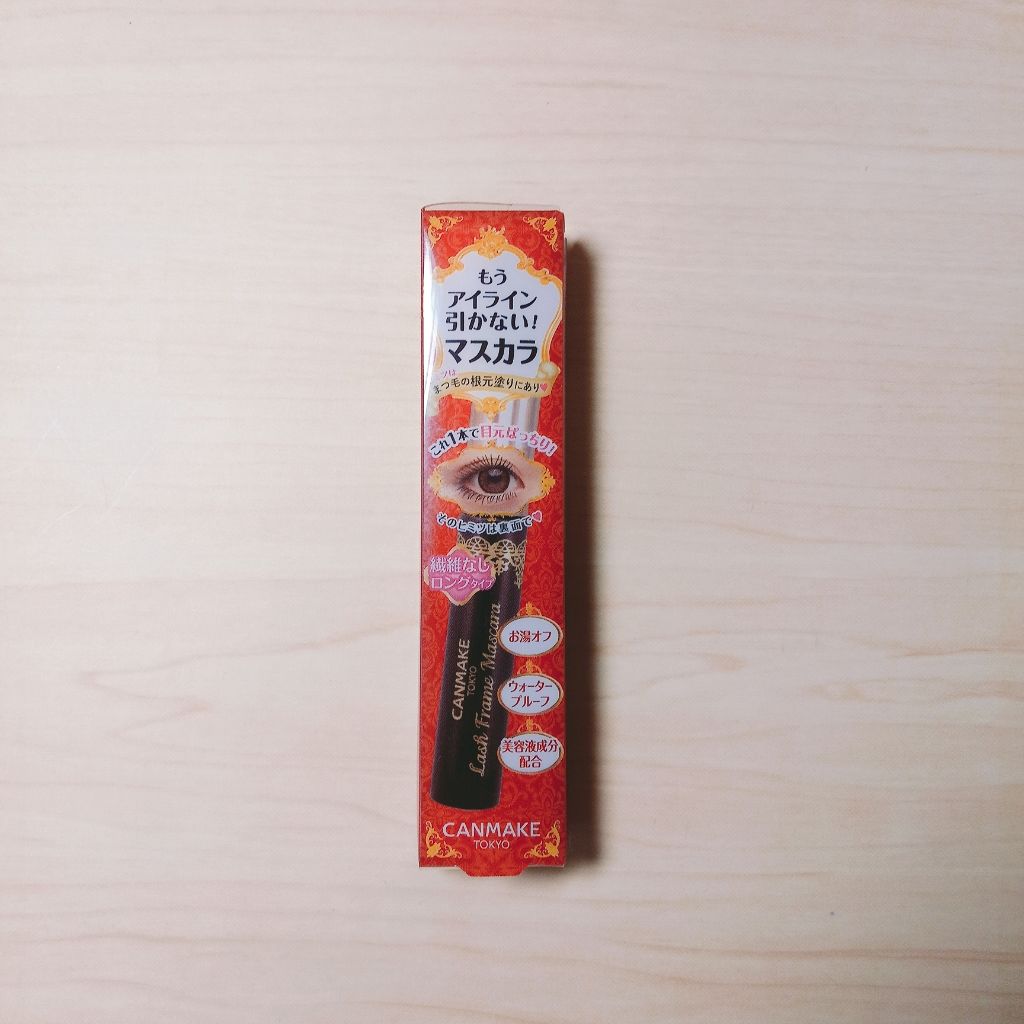 もう
アイライン
引かない!
マスカラ
まつ毛の根元塗りにあり
これ1本で目元ぱっちり!
そのヒミツは裏面で
繊維なし
ロングタイプ
お湯オフ
ウォーター
プルーフ
美容液成分
配合
CANMAKE
TOKYO
Lash Frame Mascara
CANMAKE
TOKYO